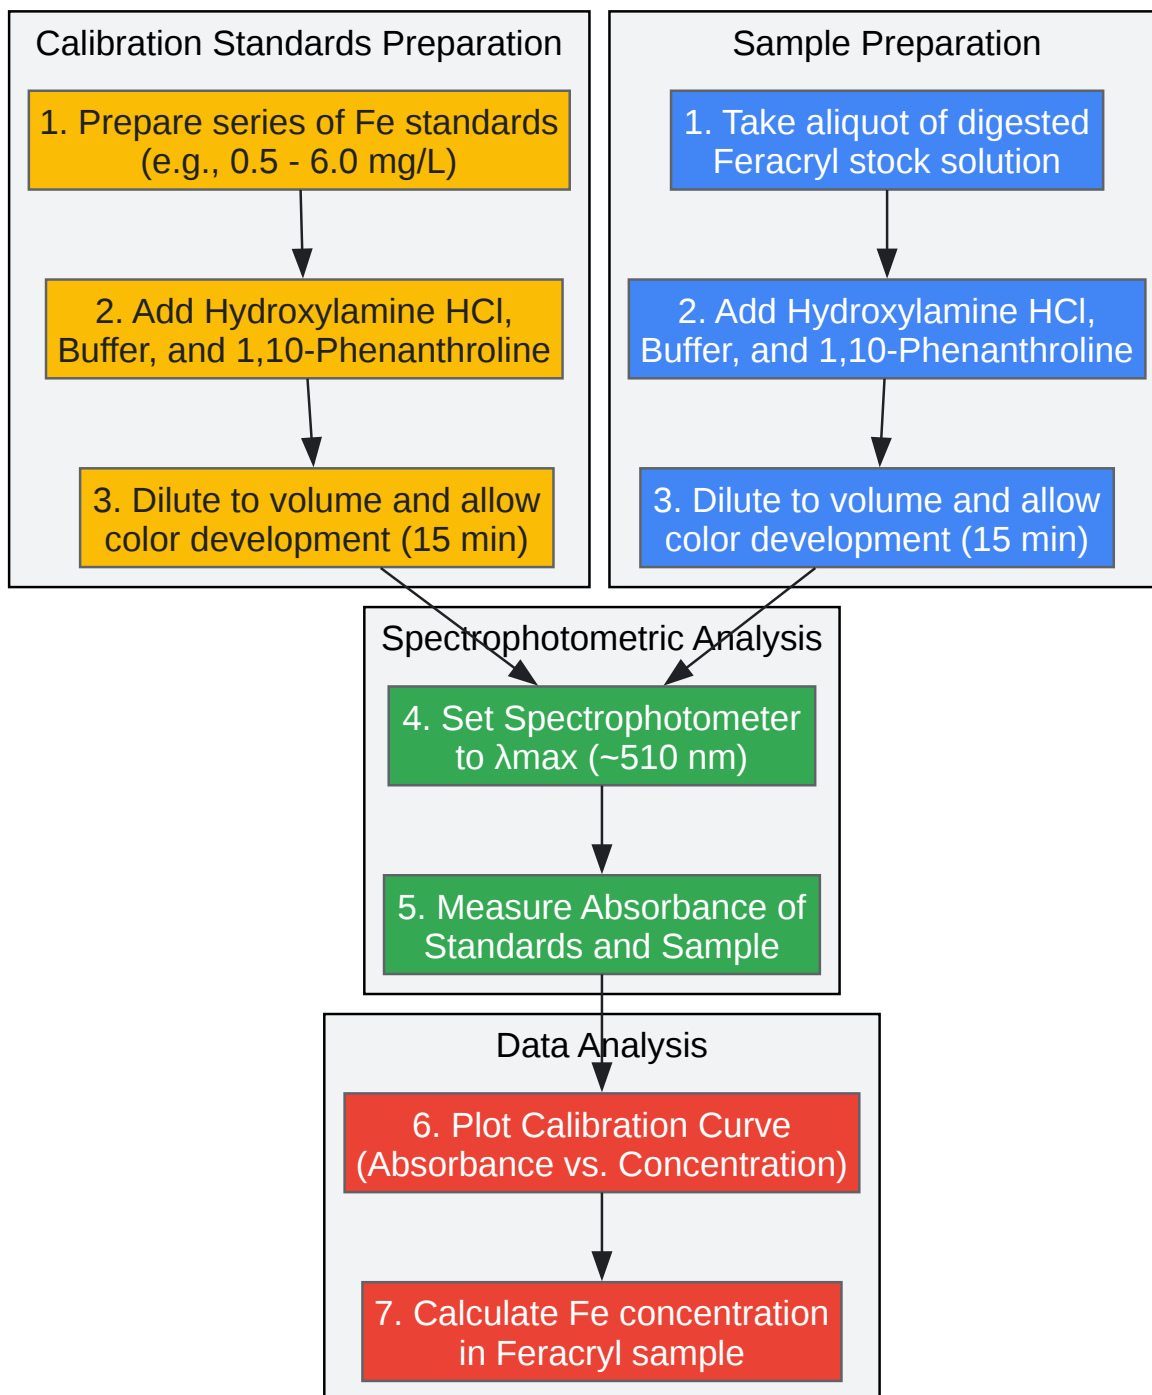 Calibration Standards Preparation
1. Prepare series of Fe standards
(e.g., 0.5 - 6.0 mg/L)
2. Add Hydroxylamine HCl,
Buffer, and 1,10-Phenanthroline
3. Dilute to volume and allow
color development (15 min)
Sample Preparation
1. Take aliquot of digested
Feracryl stock solution
2. Add Hydroxylamine HCl,
Buffer, and 1,10-Phenanthroline
3. Dilute to volume and allow
color development (15 min)
Spectrophotometric Analysis
4. Set Spectrophotometer
to λmax (~510 nm)
5. Measure Absorbance of
Standards and Sample
Data Analysis
6. Plot Calibration Curve
(Absorbance vs. Concentration)
7. Calculate Fe concentration
in Feracryl sample